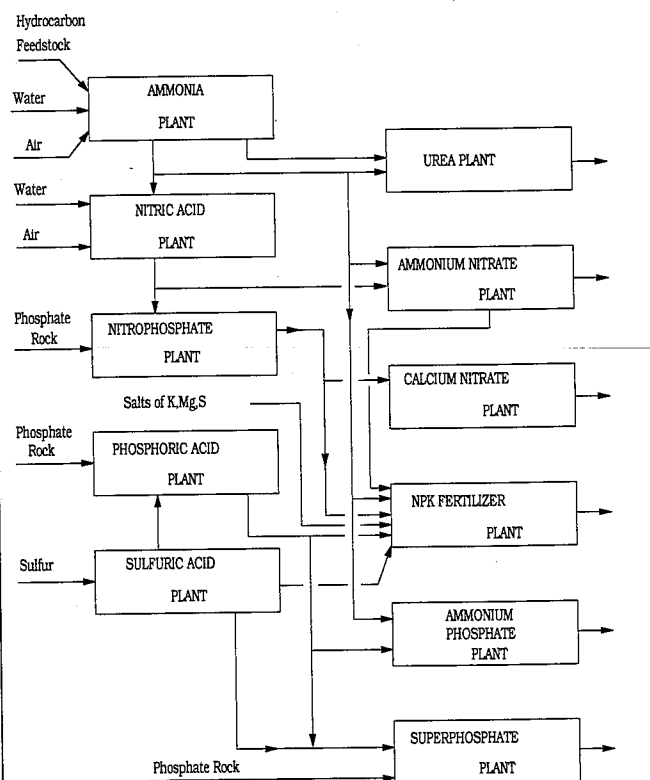 Hydrocarbon
Feedstock
Water
Air
AMMONIA
PLANT
UREA PLANT
Water
Air
NITRIC ACID
PLANT
AMMONIUM NITRATE
PLANT
Phosphate
Rock
NITROPHOSPHATE
PLANT
CALCIUM NITRATE
PLANT
Salts of K,Mg,S
Phosphate
Rock
PHOSPHORIC ACID
PLANT
NPK FERTILIZER
PLANT
Sulfur
SULFURIC ACID
PLANT
AMMONIUM
PHOSPHATE
PLANT
SUPERPHOSPHATE
PLANT
Phosphate Rock